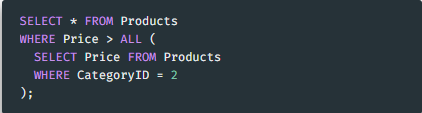 SELECT * FROM Products
WHERE Price > ALL (
  SELECT Price FROM Products
  WHERE CategoryID = 2
);